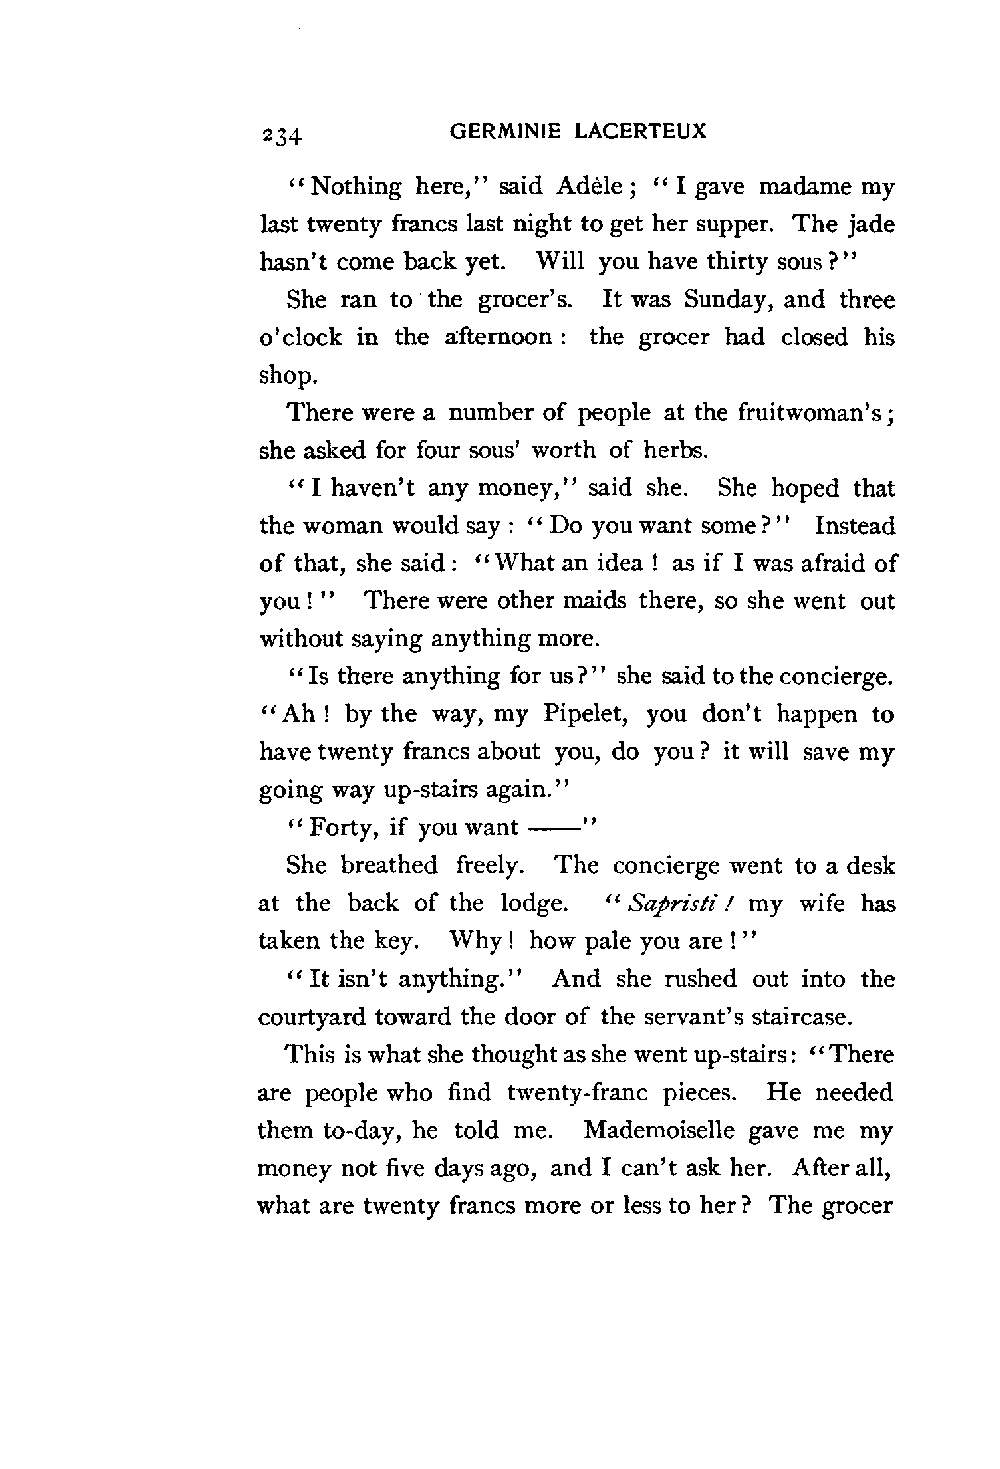 234 GERMINIE LACERTEUX
"Nothing here," said Adèle; "I gave madame my
last twenty francs last night to get her supper. The jade
hasn't come back yet. Will you have thirty sous?"
She ran to the grocer's. It was Sunday, and three
o'clock in the afternoon: the grocer had closed his
shop.
There were a number of people at the fruitwoman's;
she asked for four sous' worth of herbs.
"I haven't any money," said she. She hoped that
the woman would say: "Do you want some?" Instead
of that, she said: "What an idea! as if I was afraid of
you!" There were other maids there, so she went out
without saying anything more.
"Is there anything for us?" she said to the concierge.
"Ah! by the way, my Pipelet, you don't happen to
have twenty francs about you, do you? it will save my
going way up-stairs again."
"Forty, if you want ——"
She breathed freely. The concierge went to a desk
at the back of the lodge. "Sapristi! my wife has
taken the key. Why! how pale you are!"
"It isn't anything." And she rushed out into the
courtyard toward the door of the servant's staircase.
This is what she thought as she went up-stairs: "There
are people who find twenty-franc pieces. He needed
them to-day, he told me. Mademoiselle gave me my
money not five days ago, and I can't ask her. After all,
what are twenty francs more or less to her? The grocer